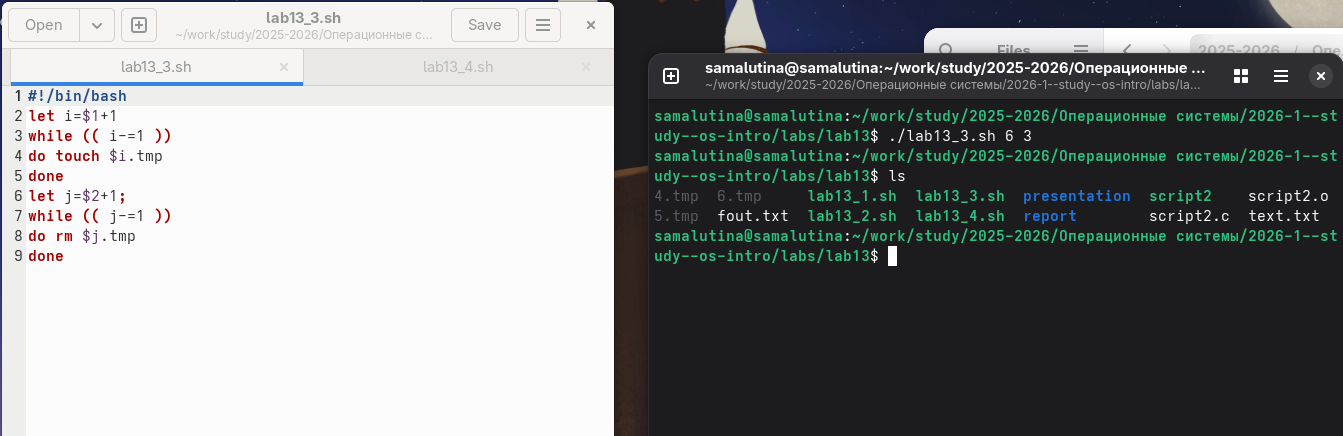 Open
lab13_3.sh
~/work/study/2025-2026/Операционные с...
Save
lab13_3.sh
lab13_4.sh
1 #!/bin/bash
2 let i=$1+1
3 while (( i-=1 ))
4 do touch $i.tmp
5 done
6 let j=$2+1;
7 while (( j-=1 ))
8 do rm $j.tmp
9 done
Files
2025-2026 / Опе
samalutina@samalutina:~/work/study/2025-2026/Операционные ...
~/work/study/2025-2026/Операционные системы/2026-1--study--os-intro/labs/la...
samalutina@samalutina:~/work/study/2025-2026/Операционные системы/2026-1--st
udy--os-intro/labs/lab13$ ./lab13_3.sh 6 3
samalutina@samalutina:~/work/study/2025-2026/Операционные системы/2026-1--st
udy--os-intro/labs/lab13$ ls
4.tmp 6.tmp lab13_1.sh lab13_3.sh presentation script2 script2.o
5.tmp fout.txt lab13_2.sh lab13_4.sh report script2.c text.txt
samalutina@samalutina:~/work/study/2025-2026/Операционные системы/2026-1--st
udy--os-intro/labs/lab13$